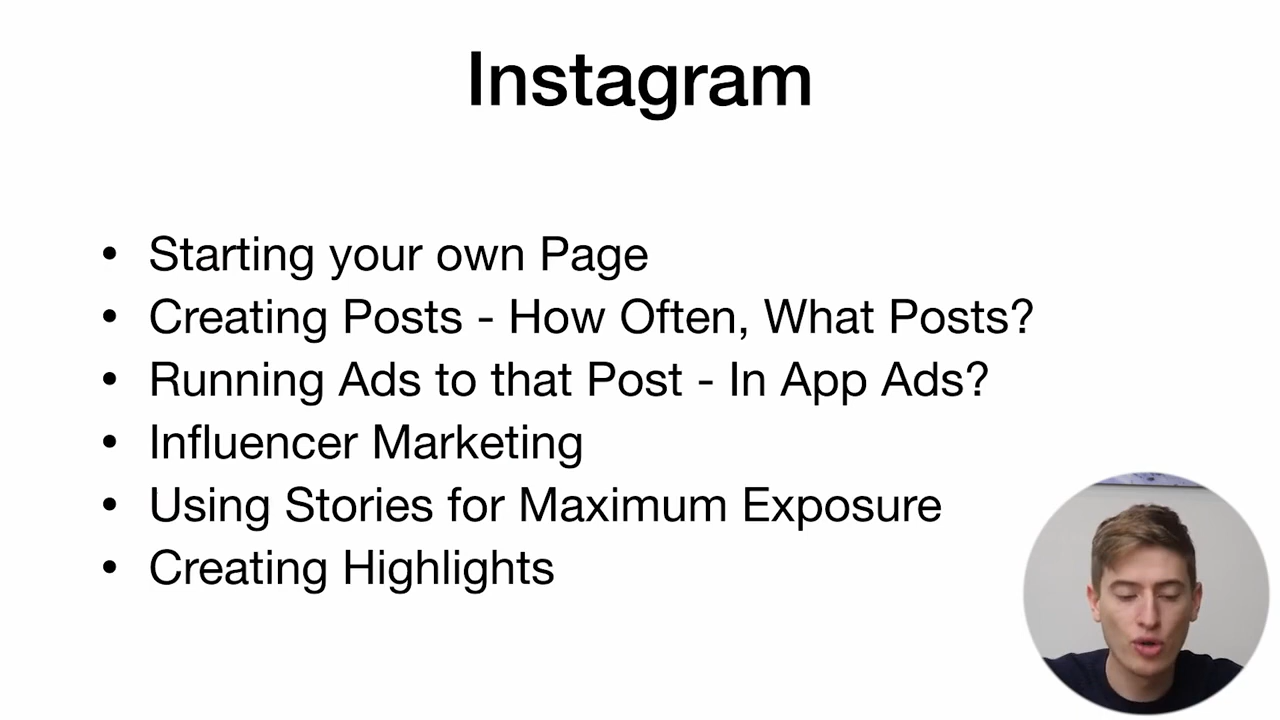 Instagram
• Starting your own Page
• Creating Posts - How Often, What Posts?
• Running Ads to that Post - In App Ads?
• Influencer Marketing
• Using Stories for Maximum Exposure
• Creating Highlights